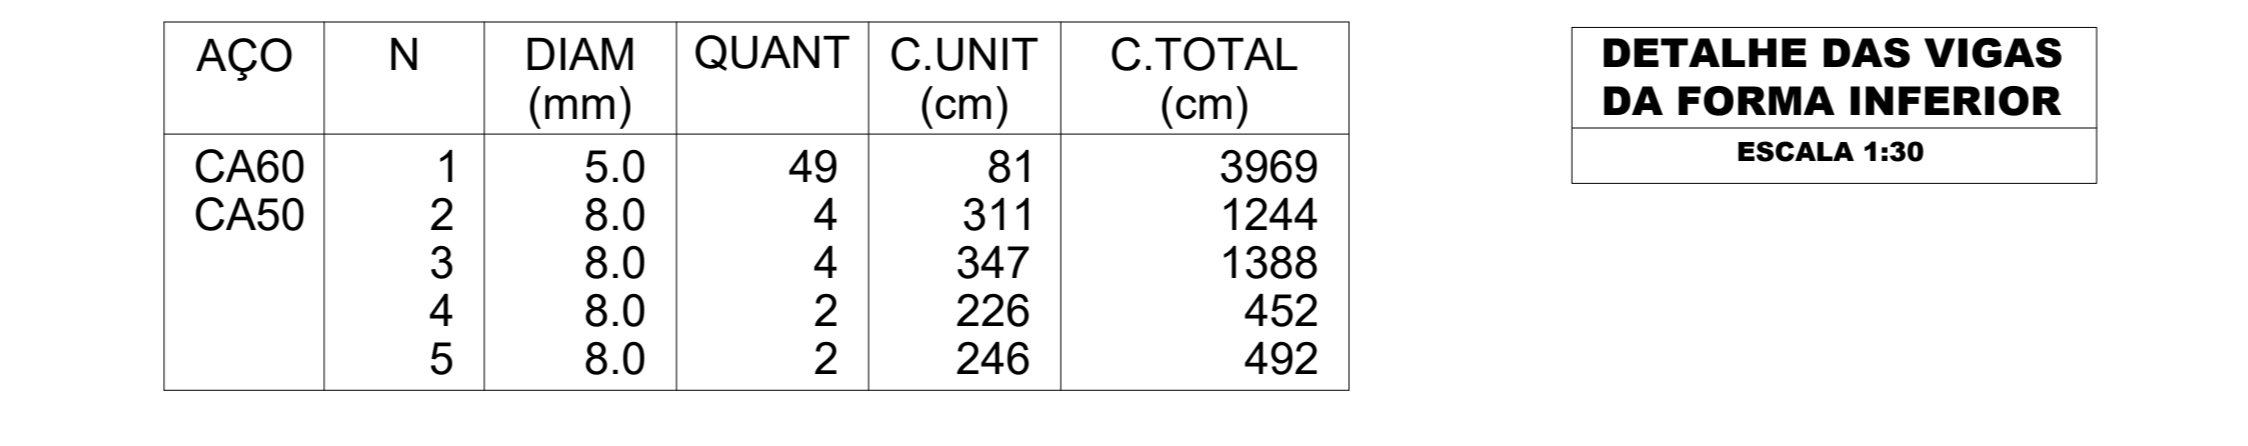 AÇO N DIAM QUANT C.UNIT C.TOTAL
(mm) (cm) (cm)
CA60 1 5.0 49 81 3969
CA50 2 8.0 4 311 1244
3 8.0 4 347 1388
4 8.0 2 226 452
5 8.0 2 246 492
DETALHE DAS VIGAS
DA FORMA INFERIOR
ESCALA 1:30